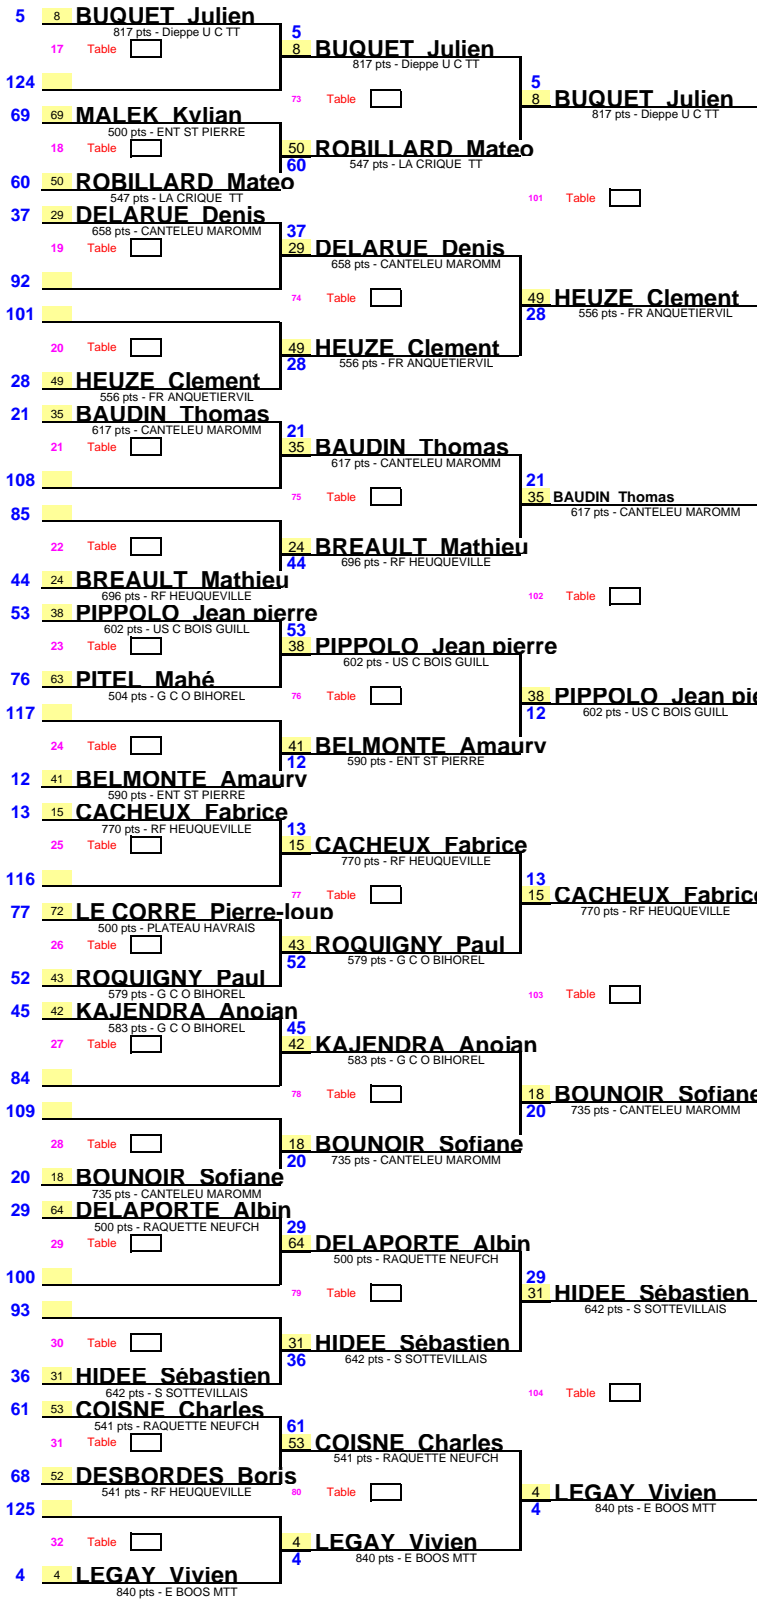 5 8 BUQUET Julien
817 pts - Dieppe U C TT
17 Table
124
69 69 MALEK Kylian
500 pts - ENT ST PIERRE
18 Table
60 50 ROBILLARD Mateo
547 pts - LA CRIQUE TT
37 29 DELARUE Denis
658 pts - CANTELEU MAROMM
19 Table
92
101
20 Table
28 49 HEUZE Clement
556 pts - FR ANQUETIERVIL
21 35 BAUDIN Thomas
617 pts - CANTELEU MAROMM
21 Table
108
85
22 Table
44 24 BREAULT Mathieu
696 pts - RF HEUQUEVILLE
53 38 PIPPOLO Jean pierre
602 pts - US C BOIS GUILL
23 Table
76 63 PITEL Mahé
504 pts - G C O BIHOREL
117
24 Table
12 41 BELMONTE Amaury
590 pts - ENT ST PIERRE
13 15 CACHEUX Fabrice
770 pts - RF HEUQUEVILLE
25 Table
116
77 72 LE CORRE Pierre-loup
500 pts - PLATEAU HAVRAIS
26 Table
52 43 ROQUIGNY Paul
579 pts - G C O BIHOREL
45 42 KAJENDRA Anojan
583 pts - G C O BIHOREL
27 Table
84
109
28 Table
20 18 BOUNOIR Sofiane
735 pts - CANTELEU MAROMM
29 64 DELAPORTE Albin
500 pts - RAQUETTE NEUFCH
29 Table
100
93
30 Table
36 31 HIDEE Sébastien
642 pts - S SOTTEVILLAIS
61 53 COISNE Charles
541 pts - RAQUETTE NEUFCH
31 Table
68 52 DESBORDES Boris
541 pts - RF HEUQUEVILLE
125
32 Table
4 4 LEGAY Vivien
840 pts - E BOOS MTT
5
8 BUQUET Julien
817 pts - Dieppe U C TT
73 Table
50 ROBILLARD Mateo
60 547 pts - LA CRIQUE TT
37
29 DELARUE Denis
658 pts - CANTELEU MAROMM
74 Table
49 HEUZE Clement
28 556 pts - FR ANQUETIERVIL
21
35 BAUDIN Thomas
617 pts - CANTELEU MAROMM
75 Table
24 BREAULT Mathieu
44 696 pts - RF HEUQUEVILLE
53
38 PIPPOLO Jean pierre
602 pts - US C BOIS GUILL
76 Table
41 BELMONTE Amaury
12 590 pts - ENT ST PIERRE
13
15 CACHEUX Fabrice
770 pts - RF HEUQUEVILLE
77 Table
43 ROQUIGNY Paul
52 579 pts - G C O BIHOREL
45
42 KAJENDRA Anojan
583 pts - G C O BIHOREL
78 Table
18 BOUNOIR Sofiane
20 735 pts - CANTELEU MAROMM
29
64 DELAPORTE Albin
500 pts - RAQUETTE NEUFCH
79 Table
31 HIDEE Sébastien
36 642 pts - S SOTTEVILLAIS
61
53 COISNE Charles
541 pts - RAQUETTE NEUFCH
80 Table
4 LEGAY Vivien
4 840 pts - E BOOS MTT
5
8 BUQUET Julien
817 pts - Dieppe U C TT
101 Table
49 HEUZE Clement
28 556 pts - FR ANQUETIERVIL
21
35 BAUDIN Thomas
617 pts - CANTELEU MAROMM
102 Table
38 PIPPOLO Jean pie
12 602 pts - US C BOIS GUILL
13
15 CACHEUX Fabrice
770 pts - RF HEUQUEVILLE
103 Table
18 BOUNOIR Sofiane
20 735 pts - CANTELEU MAROMM
29
31 HIDEE Sébastien
642 pts - S SOTTEVILLAIS
104 Table
4 LEGAY Vivien
4 840 pts - E BOOS MTT